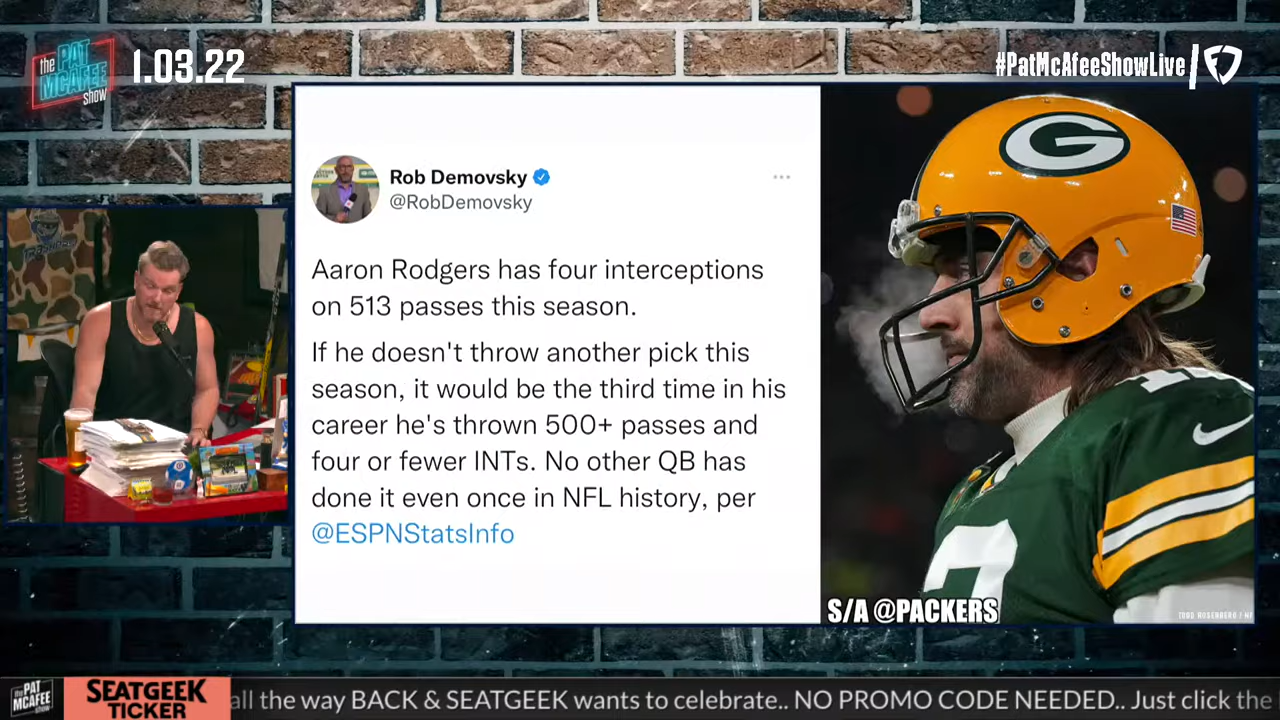 the PAT MCAFEE show
1.03.22
#PatMcAfeeShowLive
Rob Demovsky
@RobDemovsky
Aaron Rodgers has four interceptions
on 513 passes this season.
If he doesn't throw another pick this
season, it would be the third time in his
career he's thrown 500+ passes and
four or fewer INTs. No other QB has
done it even once in NFL history, per
@ESPNStatsInfo
G
S/A @PACKERS
the PAT MCAFEE show
SEATGEEK
TICKER
all the way BACK & SEATGEEK wants to celebrate.. NO PROMO CODE NEEDED.. Just click the